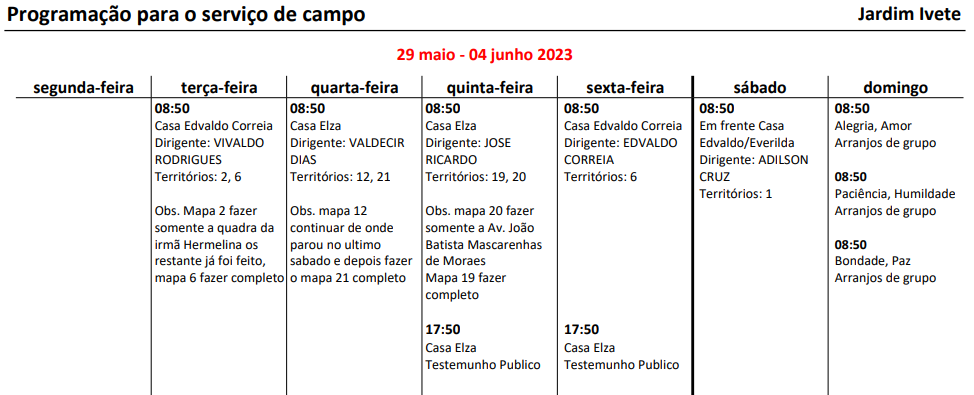 Programação para o serviço de campo
Jardim Ivete
29 maio - 04 junho 2023
segunda-feira
terça-feira
08:50
Casa Edvaldo Correia
Dirigente: VIVALDO
RODRIGUES
Territórios: 2, 6
Obs. Mapa 2 fazer
somente a quadra da
irmã Hermelina os
restante já foi feito,
mapa 6 fazer completo
quarta-feira
08:50
Casa Elza
Dirigente: VALDECIR
DIAS
Territórios: 12, 21
Obs. mapa 12
continuar de onde
parou no ultimo
sabado e depois fazer
o mapa 21 completo
quinta-feira
08:50
Casa Elza
Dirigente: JOSE
RICARDO
Territórios: 19, 20
Obs. mapa 20 fazer
somente a Av. João
Batista Mascarenhas
de Moraes
Mapa 19 fazer
completo
17:50
Casa Elza
Testemunho Publico
sexta-feira
08:50
Casa Edvaldo Correia
Dirigente: EDVALDO
CORREIA
Territórios: 6
17:50
Casa Elza
Testemunho Publico
sábado
08:50
Em frente Casa
Edvaldo/Everilda
Dirigente: ADILSON
CRUZ
Territórios: 1
domingo
08:50
Alegria, Amor
Arranjos de grupo
08:50
Paciência, Humildade
Arranjos de grupo
08:50
Bondade, Paz
Arranjos de grupo